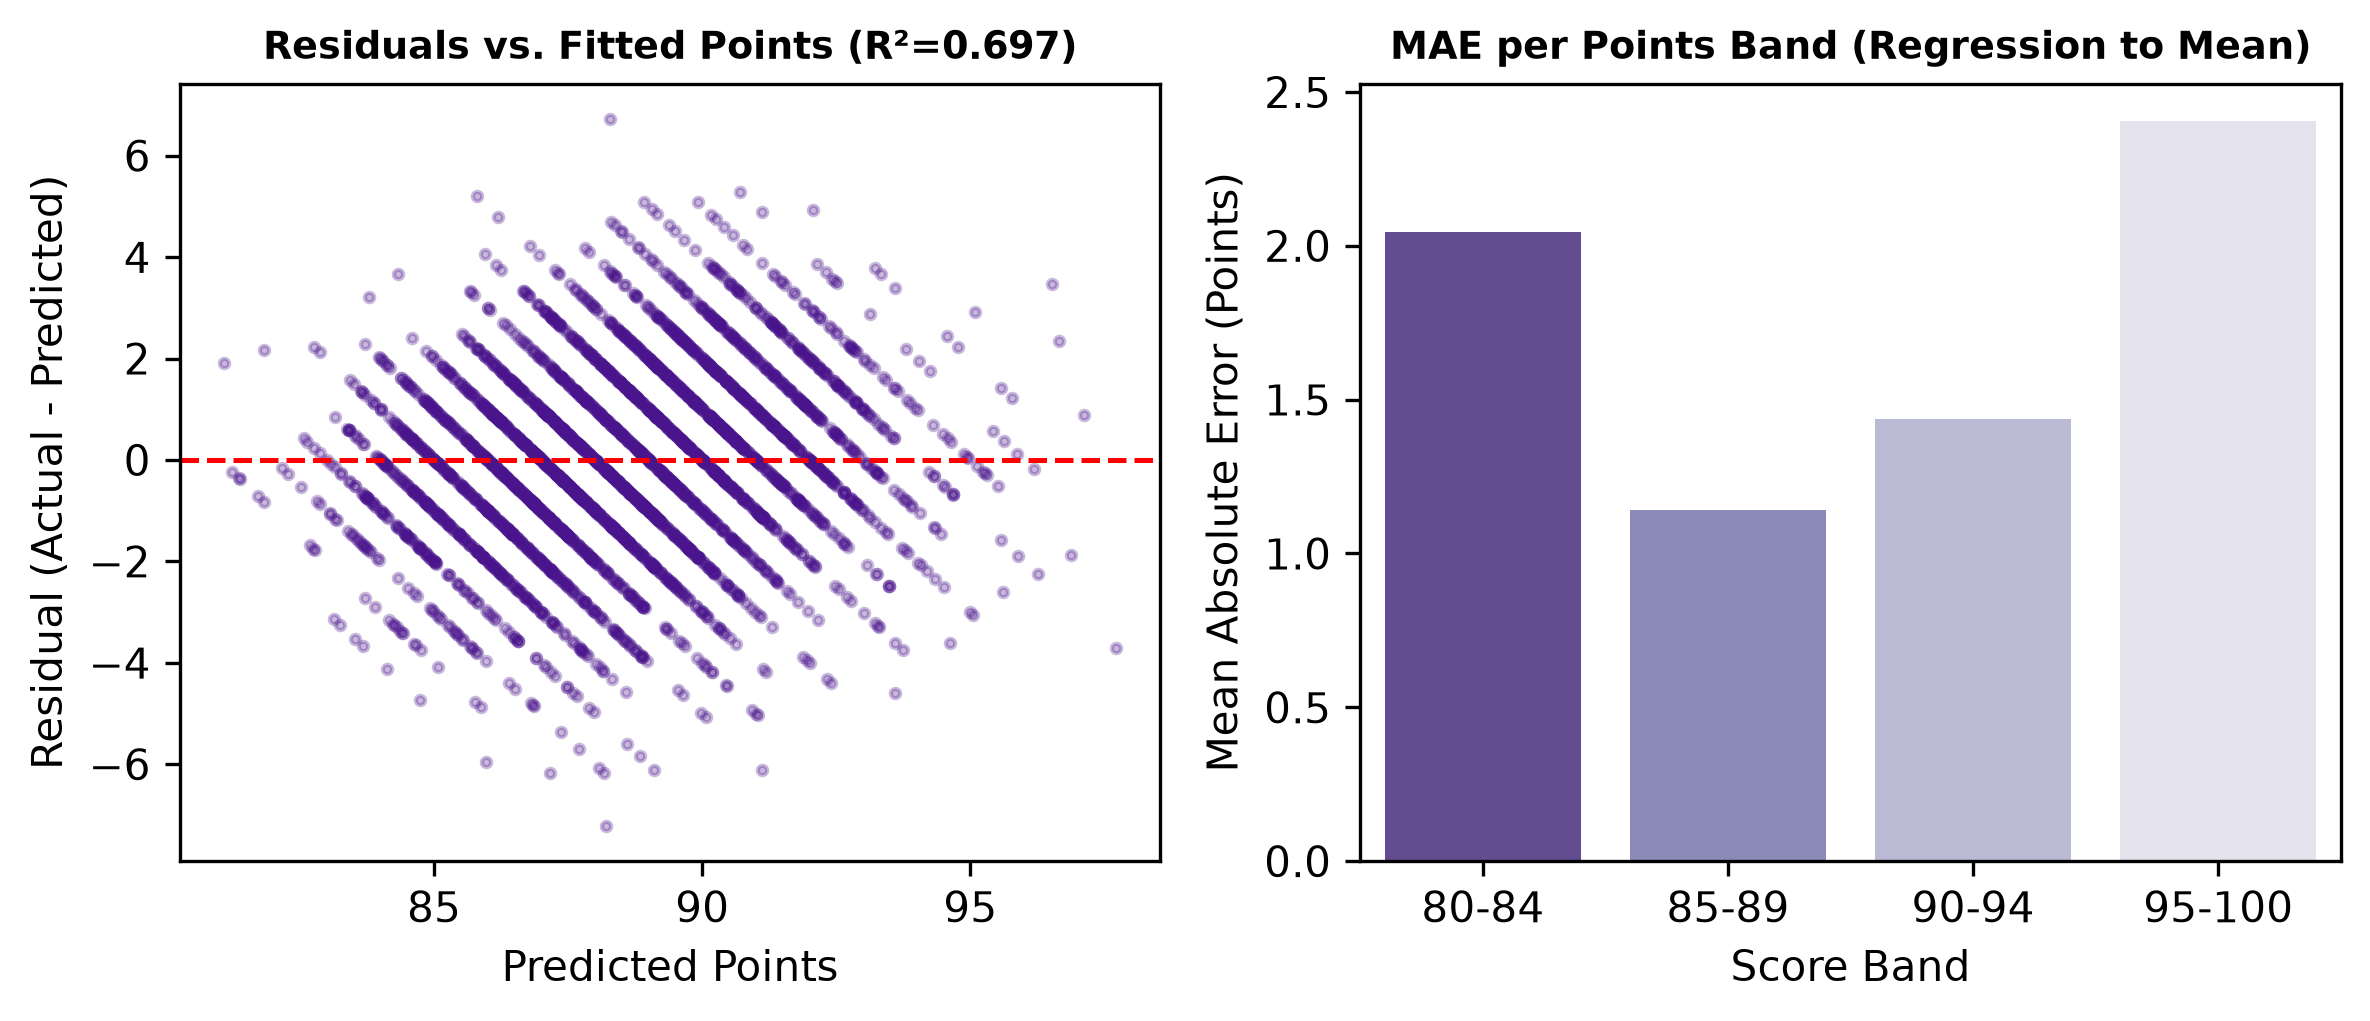 Residuals vs. Fitted Points (R²=0.697)
Residual (Actual - Predicted)
6
4
2
0
−2
−4
−6
85 90 95
Predicted Points
MAE per Points Band (Regression to Mean)
Mean Absolute Error (Points)
2.5
2.0
1.5
1.0
0.5
0.0
80-84 85-89 90-94 95-100
Score Band